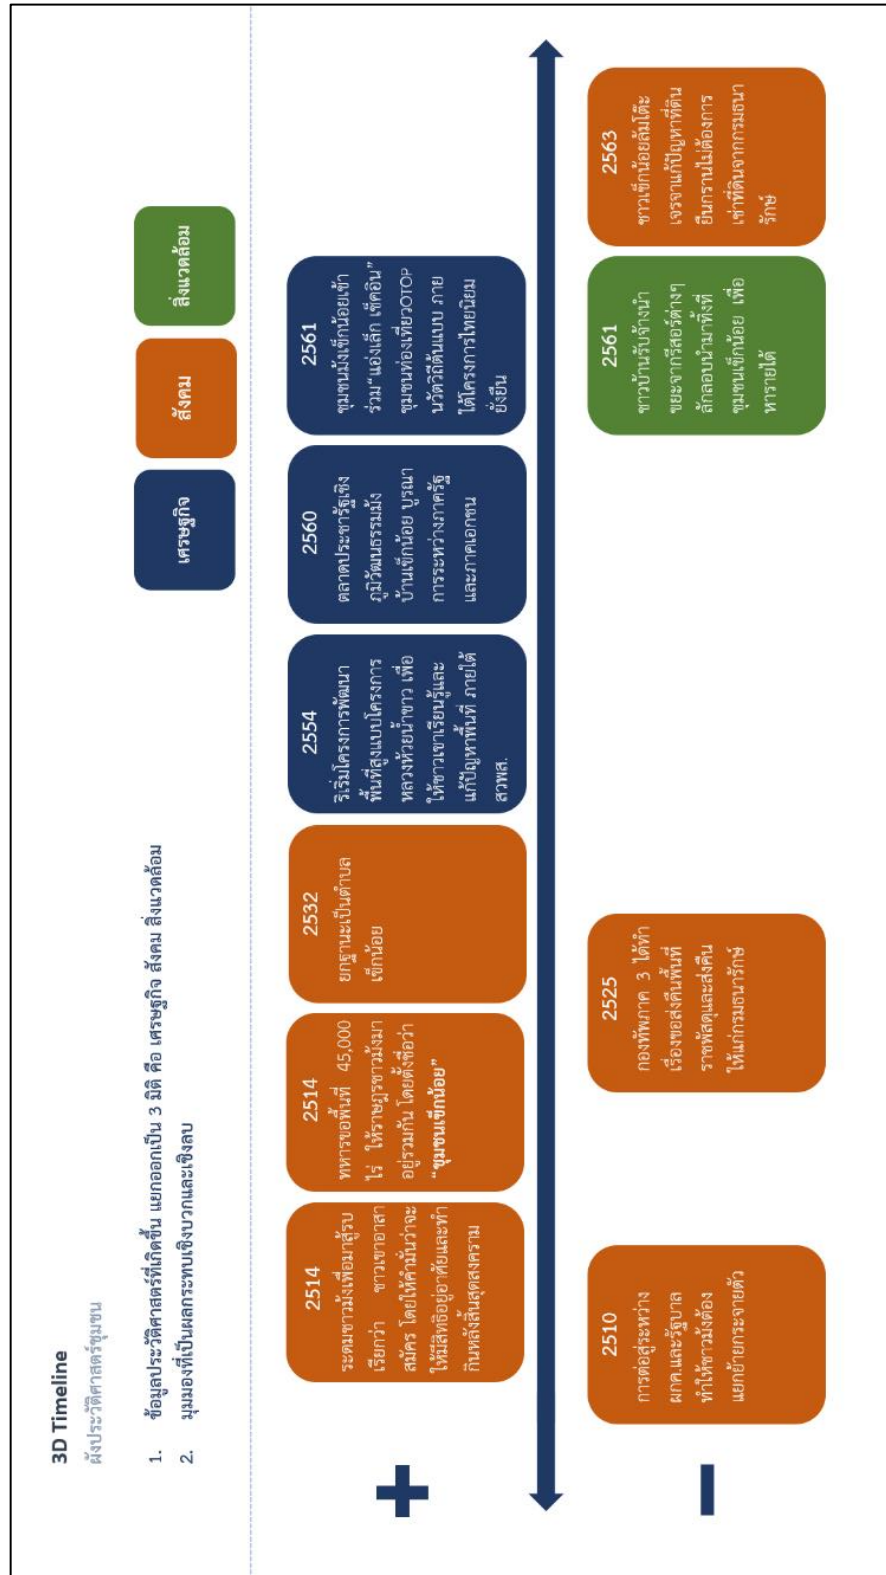 3D Timeline
ผังประวัติศาสตร์ชุมชน
1. ข้อมูลประวัติศาสตร์ที่เกิดขึ้น แยกออกเป็น 3 มิติ คือ เศรษฐกิจ สังคม สิ่งแวดล้อม
2. มุมมองที่เป็นผลกระทบเชิงบวกและเชิงลบ
เศรษฐกิจ
สังคม
สิ่งแวดล้อม
+
2514
ระดมชาวม้งเพื่อมาสู้รบ
เรียกว่า ชาวเขาอาสา
สมัคร โดยให้คำมั่นว่าจะ
ให้มีสิทธิอยู่อาศัยและทำ
กินหลังสิ้นสุดสงคราม
2514
ทหารขอพื้นที่ 45,000
ไร่ ให้ราษฎรชาวม้งมา
อยู่รวมกัน โดยตั้งชื่อว่า
“ชุมชนเข็กน้อย”
2532
ยกฐานะเป็นตำบล
เข็กน้อย
2554
ริเริ่มโครงการพัฒนา
พื้นที่สูงแบบโครงการ
หลวงห้วยน้ำขาว เพื่อ
ให้ชาวเขาเรียนรู้และ
แก้ปัญหาพื้นที่ ภายใต้
สวพส.
2560
ตลาดประชารัฐเชิง
ภูมิวัฒนธรรมม้ง
บ้านเข็กน้อย บูรณา
การระหว่างภาครัฐ
และภาคเอกชน
2561
ชุมชนม้งเข็กน้อยเข้า
ร่วม“แอ่งเล็ก เช็คอิน”
ชุมชนท่องเที่ยวOTOP
นวัตวิถีต้นแบบ ภาย
ใต้โครงการไทยนิยม
ยั่งยืน
–
2510
การต่อสู่ระหว่าง
ผกค.และรัฐบาล
ทำให้ชาวม้งต้อง
แยกย้ายกระจายตัว
2525
กองทัพภาค 3 ได้ทำ
เรื่องขอส่งคืนพื้นที่
ราชพัสดุและส่งคืน
ให้แก่กรมธนารักษ์
2561
ชาวบ้านรับจ้างนำ
ขยะจากรีสอร์ต่างๆ
ลักลอบนำมาทิ้งที่
ชุมชนเข็กน้อย เพื่อ
หารายได้
2563
ชาวเข็กน้อยล้มโต๊ะ
เจรจาแก้ปัญหาที่ดิน
ยืนกรานไม่ต้องการ
เช่าที่ดินจากกรมธนา
รักษ์